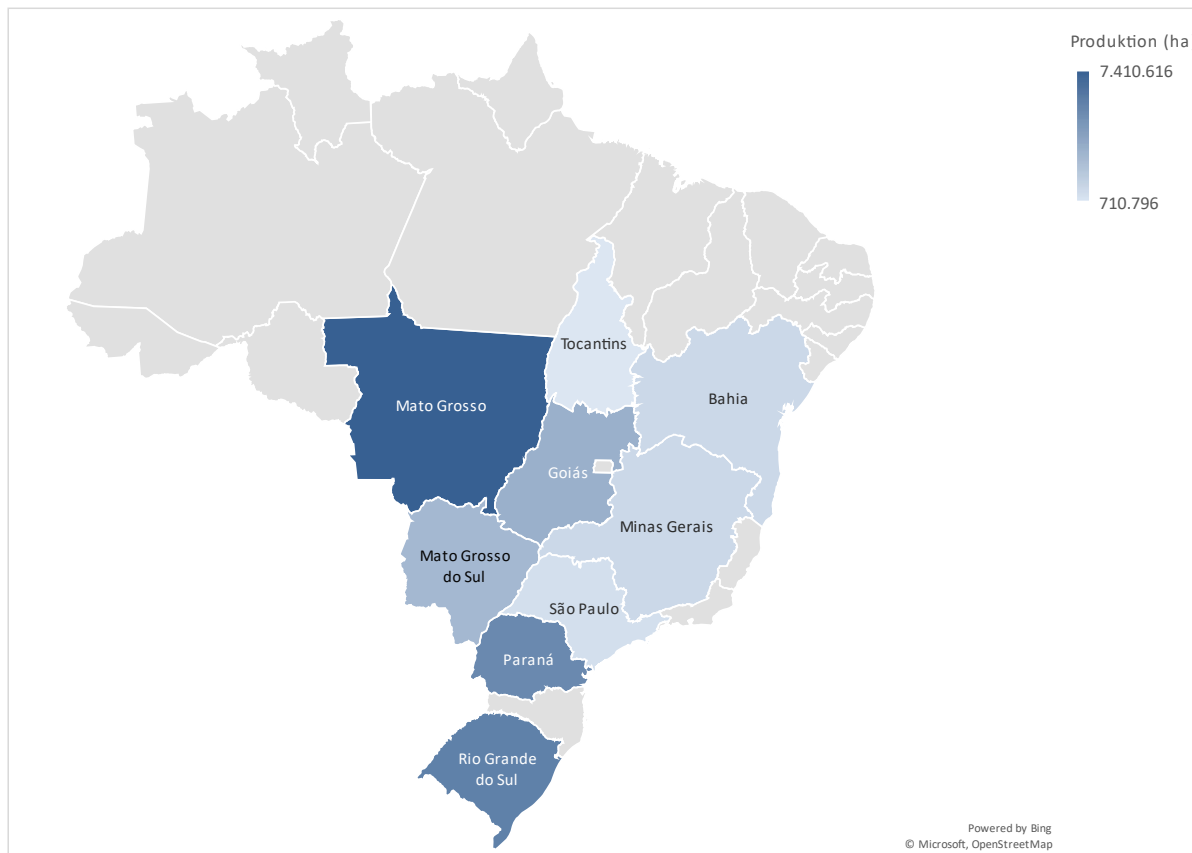 Produktion (ha
7.410.616
710.796
Tocantins
Bahia
Mato Grosso
Goiás
Minas Gerais
Mato Grosso
do Sul
São Paulo
Paraná
Rio Grande
do Sul
Powered by Bing
© Microsoft, OpenStreetMap